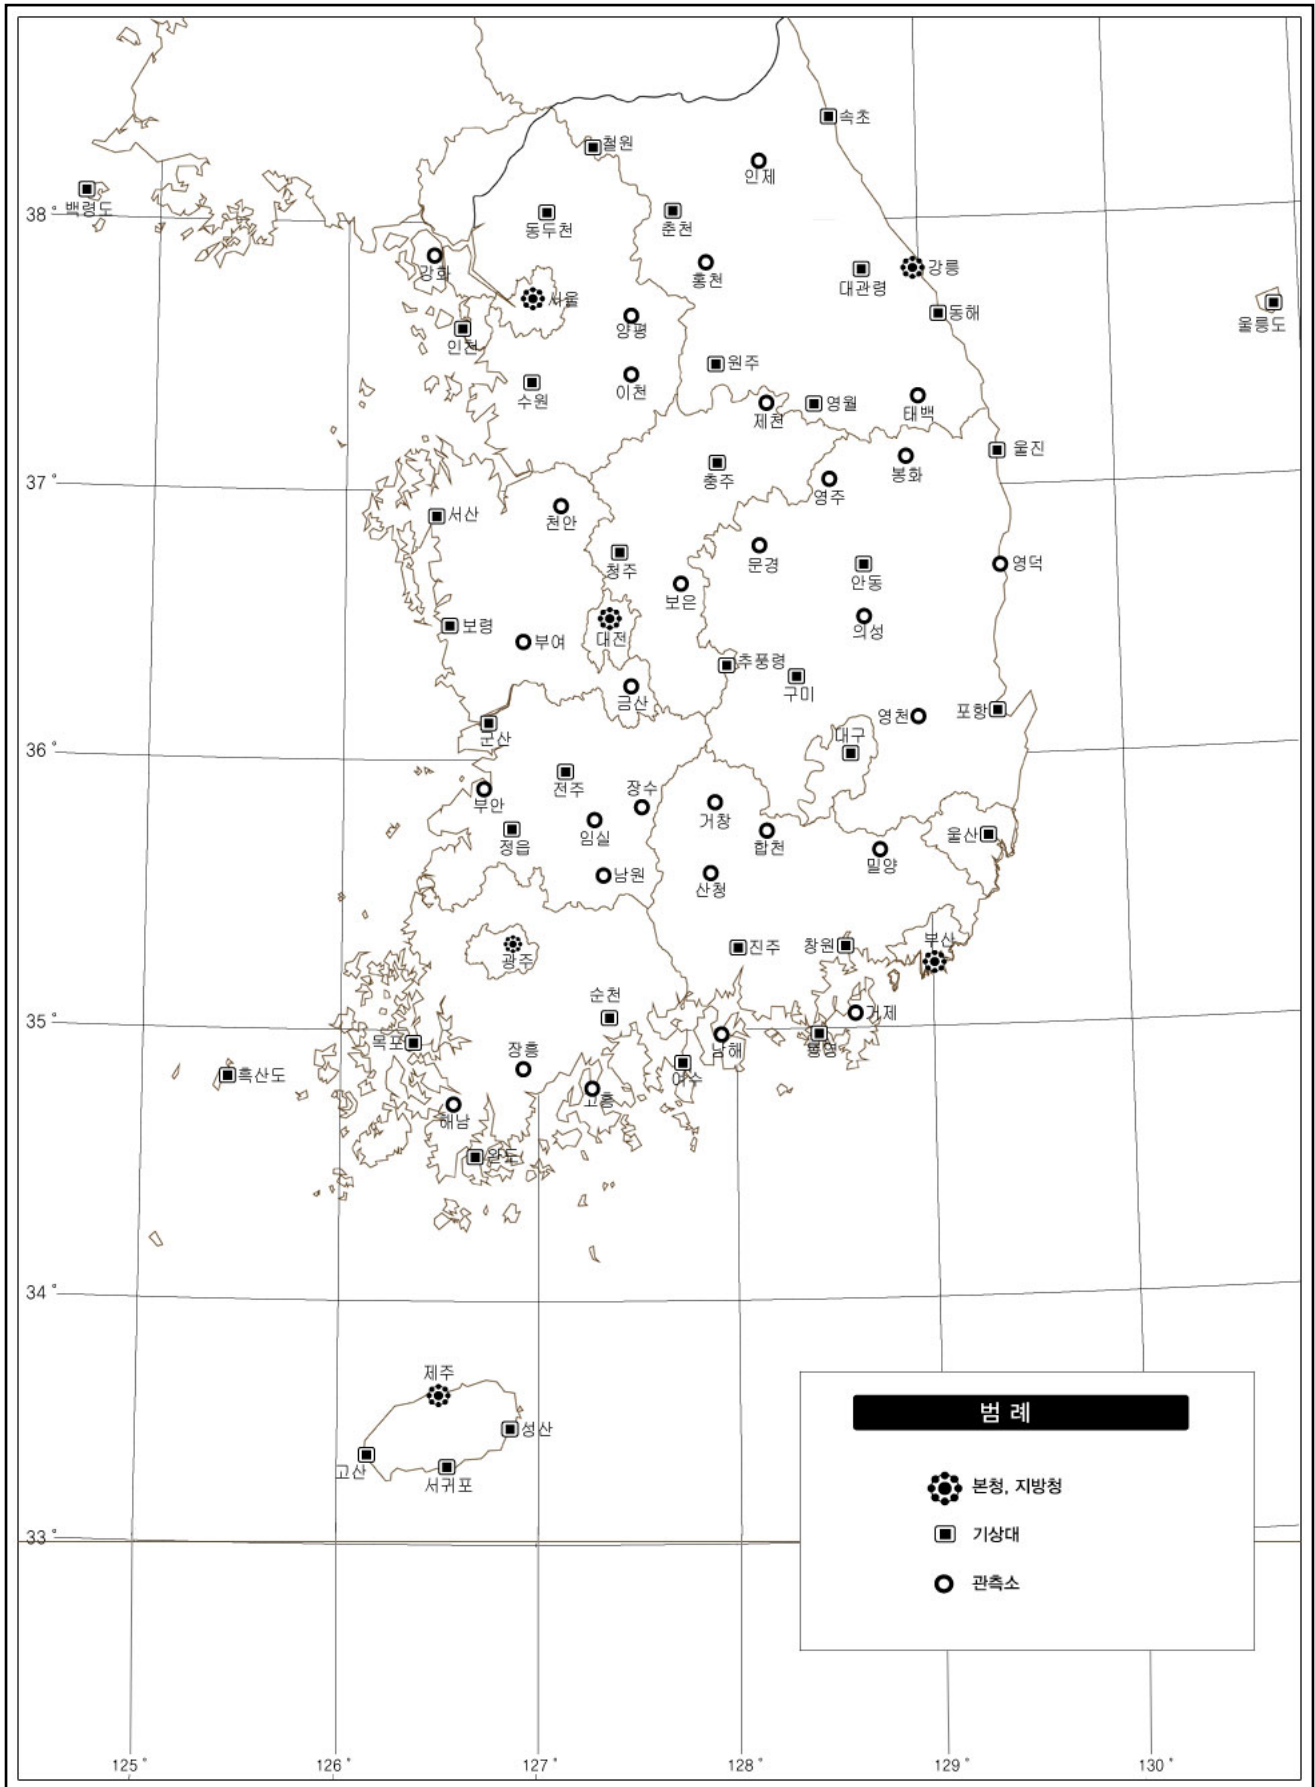 속초
철원
인제
백령도
38°
동두천
춘천
강화
홍천
대관령
강릉
서울
울릉도
동해
양평
인천
원주
수원
이천
제천
영월
태백
울진
충주
봉화
37°
영주
서산
천안
문경
영덕
청주
안동
보은
보령
부여
대전
의성
추풍령
금산
구미
영천
포항
군산
대구
36°
전주
장수
부안
거창
임실
정읍
합천
울산
밀양
남원
산청
광주
진주
창원
부산
순천
35°
거제
목포
장흥
남해
통영
흑산도
여수
고흥
해남
완도
34°
제주
성산
고산
서귀포
33°
범례
본청, 지방청
기상대
관측소
125°
126°
127°
128°
129°
130°